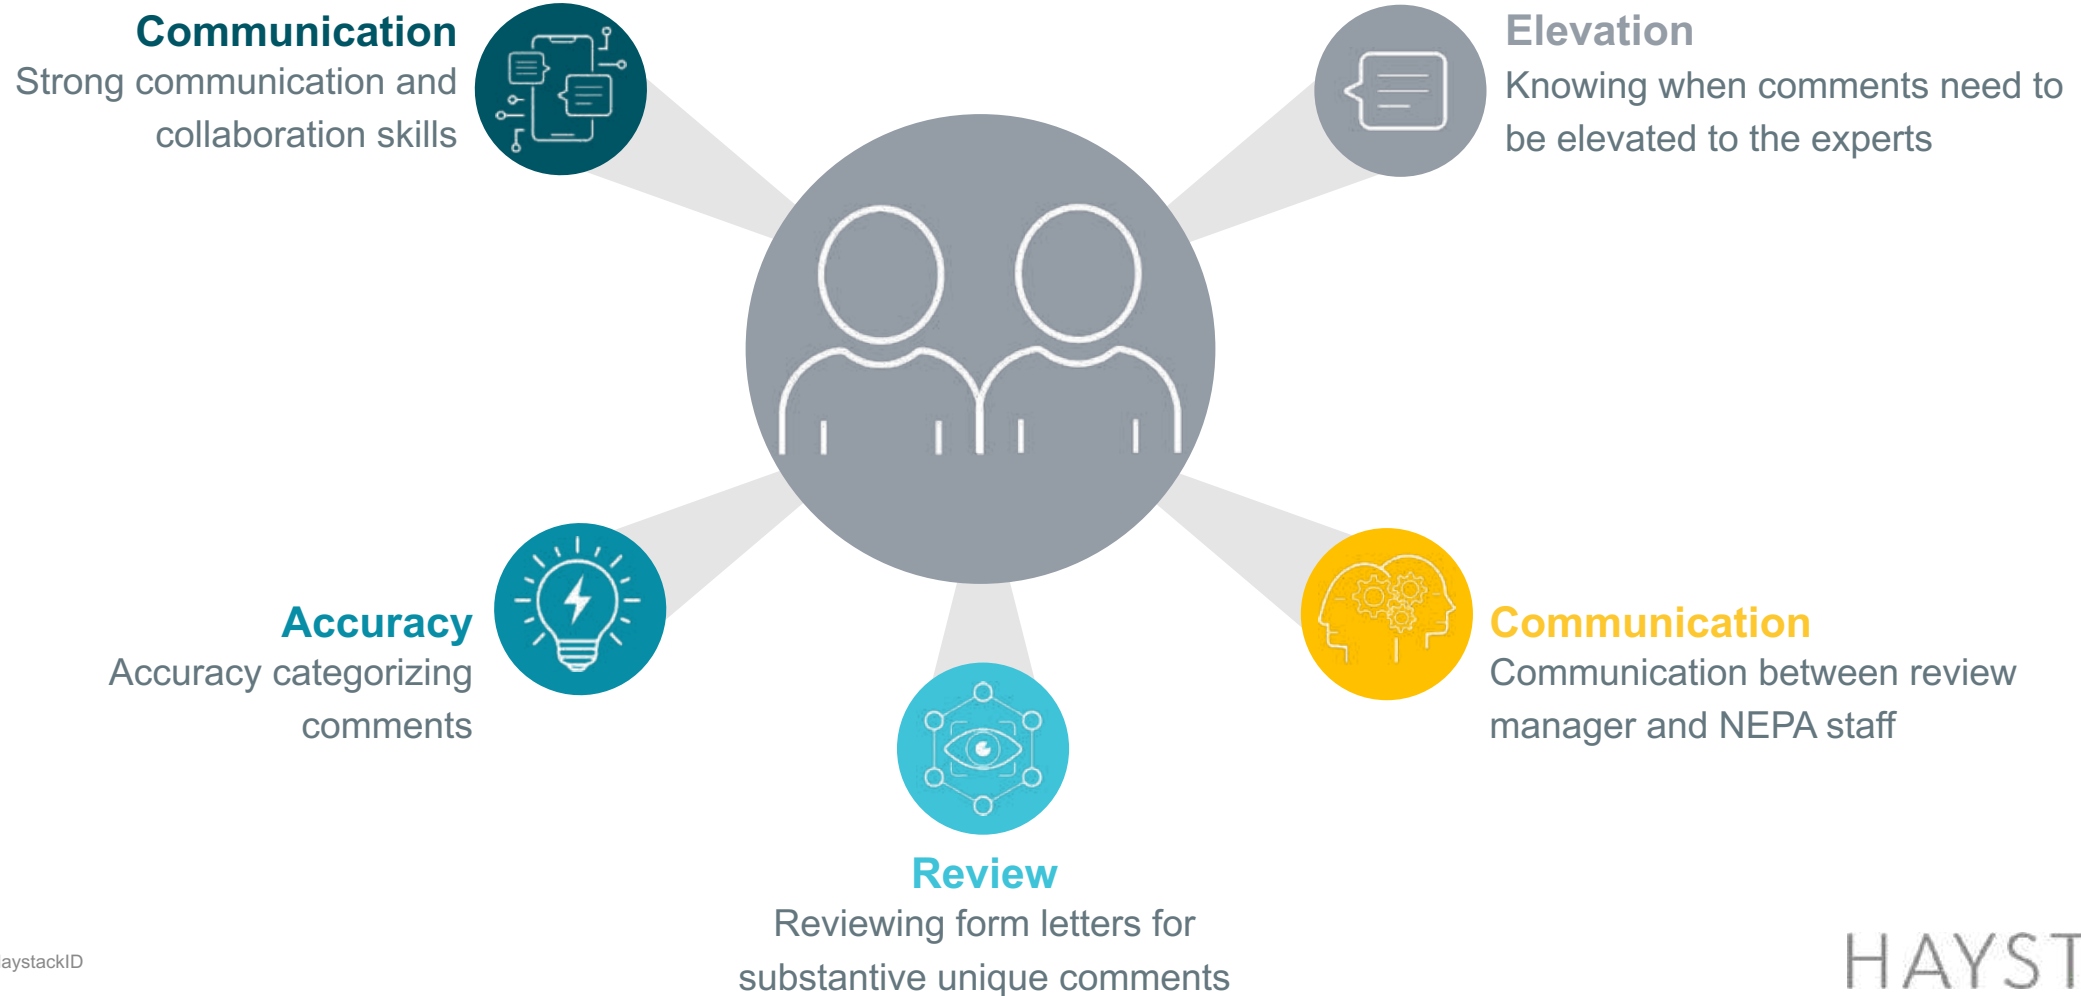 Communication
Strong communication and
collaboration skills
Elevation
Knowing when comments need to
be elevated to the experts
Accuracy
Accuracy categorizing
comments
Communication
Communication between review
manager and NEPA staff
Review
Reviewing form letters for
substantive unique comments
aystackID
HAYST